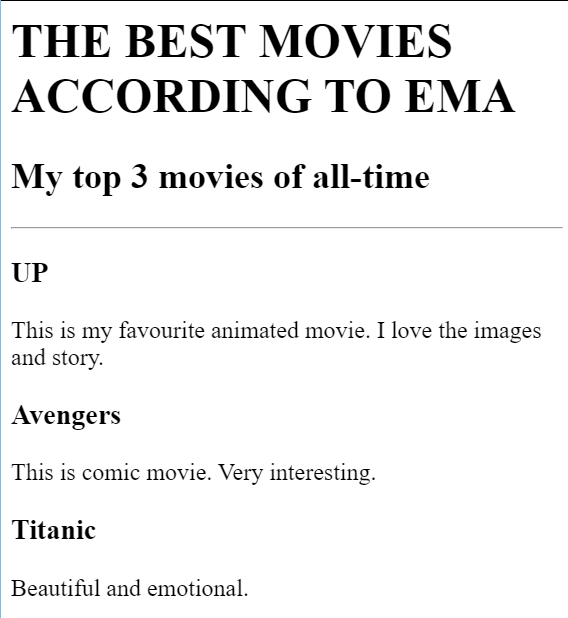 THE BEST MOVIES
ACCORDING TO EMA
My top 3 movies of all-time
UP
This is my favourite animated movie. I love the images
and story.
Avengers
This is comic movie. Very interesting.
Titanic
Beautiful and emotional.